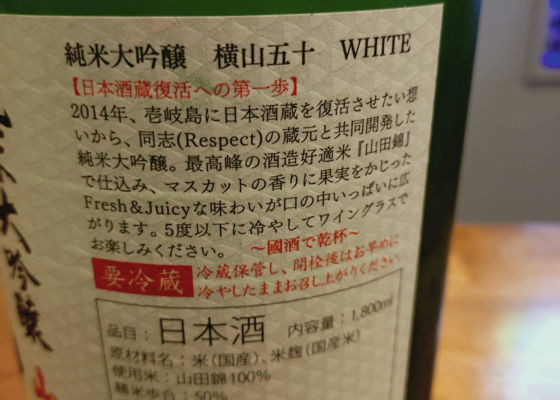 純米大吟醸 横山五十 WHITE
【日本酒蔵復活への第一歩】
2014年、壱岐島に日本酒蔵を復活させたい想
いから、同志(Respect)の蔵元と共同開発した
純米大吟醸。最高峰の酒造好適米『山田錦』
で仕込み、マスカットの香りに果実をかじった
Fresh&Juicyな味わいが口の中いっぱいに広
がります。5度以下に冷やしてワイングラスで
お楽しみください。 〜國酒で乾杯〜
要冷蔵
冷蔵保管し、開栓後はお早めに
冷やしたままお召し上がりください。
品目:日本酒 内容量:1,800ml
原材料名:米(国産)、米麹(国産米)
使用米:山田錦100%
精米歩合:50%
大吟醸